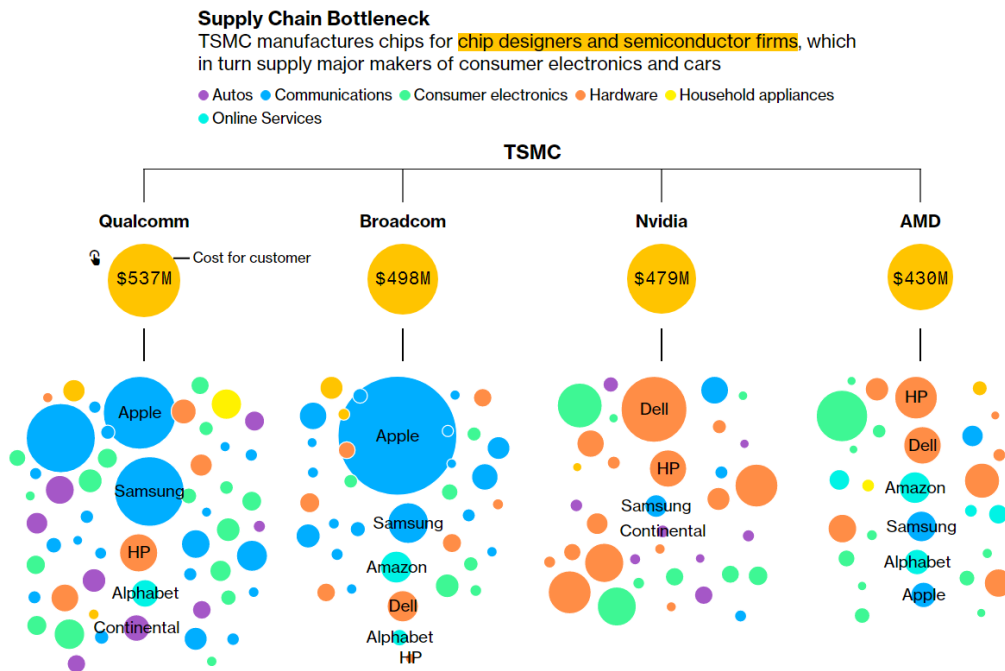 Supply Chain Bottleneck
TSMC manufactures chips for chip designers and semiconductor firms, which
in turn supply major makers of consumer electronics and cars
Autos Communications Consumer electronics Hardware Household appliances
Online Services
TSMC
Qualcomm Broadcom Nvidia AMD
$537M Cost for customer $498M $479M $430M
Apple
Samsung
HP
Alphabet
Continental
Apple
Samsung
Amazon
Dell
Alphabet
HP
Dell
HP
Samsung
Continental
HP
Dell
Amazon
Samsung
Alphabet
Apple